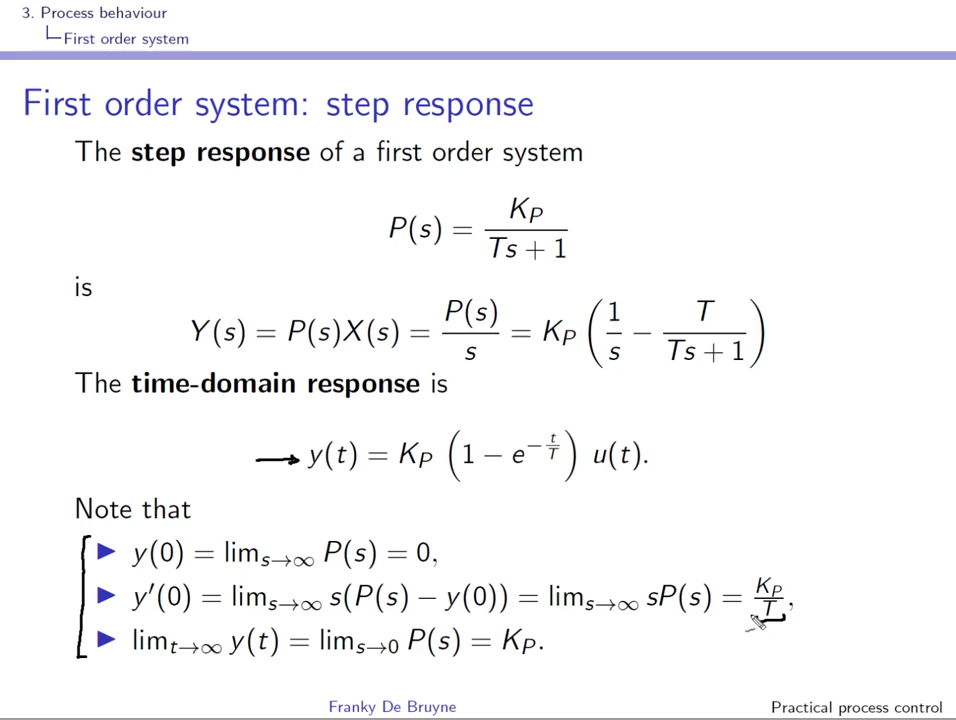 3. Process behaviour
First order system
First order system: step response
The step response of a first order system
P(s) = K_P / (Ts + 1)
is
Y(s) = P(s)X(s) = P(s)/s = K_P (1/s − T/(Ts + 1))
The time-domain response is
y(t) = K_P (1 − e^{−t/T}) u(t).
Note that
▶ y(0) = lim_{s→∞} P(s) = 0,
▶ y′(0) = lim_{s→∞} s(P(s) − y(0)) = lim_{s→∞} sP(s) = K_P/T,
▶ lim_{t→∞} y(t) = lim_{s→0} P(s) = K_P.
Franky De Bruyne Practical process control